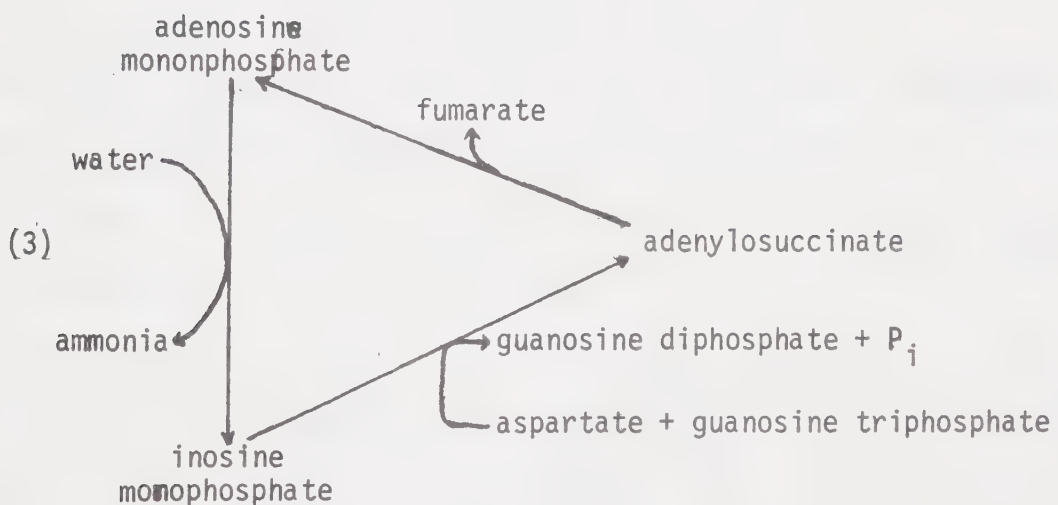 adenosine
mononphosphate
fumarate
water
(3)
adenylosuccinate
ammonia
guanosine diphosphate + Pi
aspartate + guanosine triphosphate
inosine
monophosphate